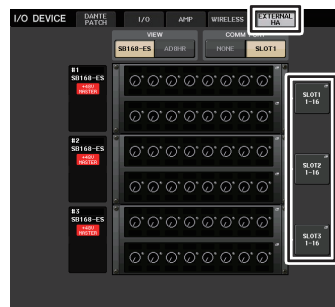 I/O DEVICE DANTE PATCH I/O AMP WIRELESS EXTERNAL HA
VIEW COMM PORT
SB168-ES AD8HR NONE SLOT1
#1
SB168-ES
+48V
MASTER
SLOT1
1-16
#2
SB168-ES
+48V
MASTER
SLOT2
1-16
#3
SB168-ES
+48V
MASTER
SLOT3
1-16